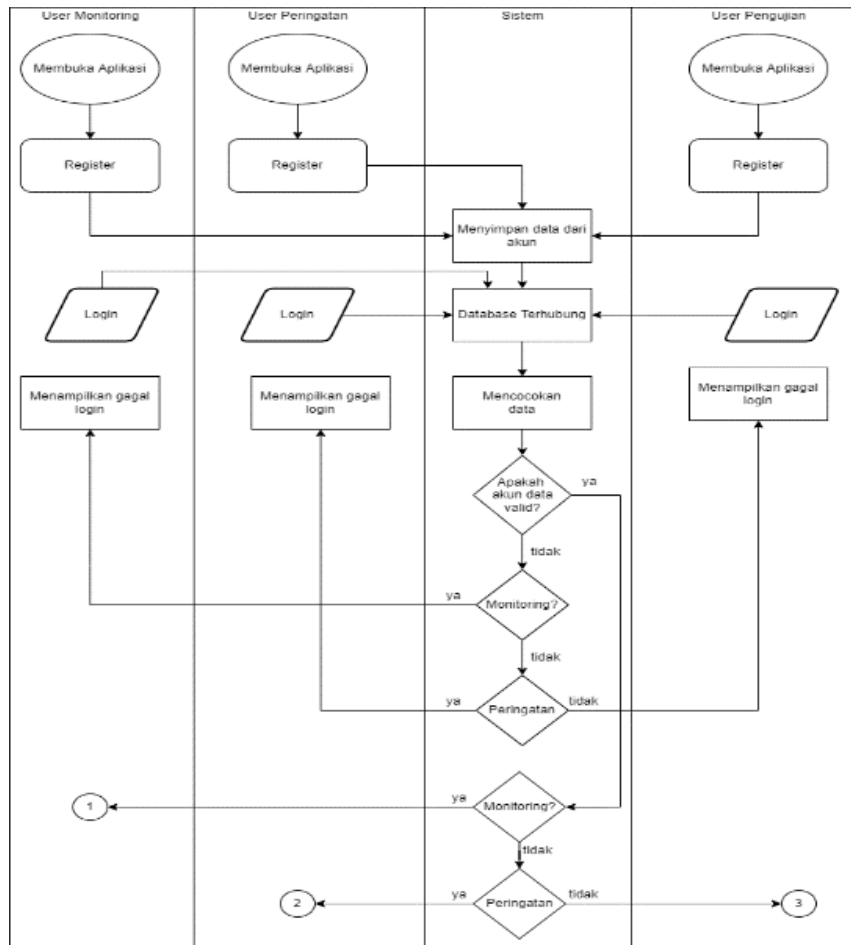 User Monitoring
User Peringatan
Sistem
User Pengujian
Membuka Aplikasi
Membuka Aplikasi
Membuka Aplikasi
Register
Register
Register
Menyimpan data dari
akun
Login
Login
Database Terhubung
Login
Menampilkan gagal
login
Menampilkan gagal
login
Mencocokan
data
Menampilkan gagal
login
Apakah
akun data
valid?
ya
tidak
ya
Monitoring?
tidak
ya
Peringatan
tidak
1
ya
Monitoring?
tidak
2
ya
Peringatan
tidak
3